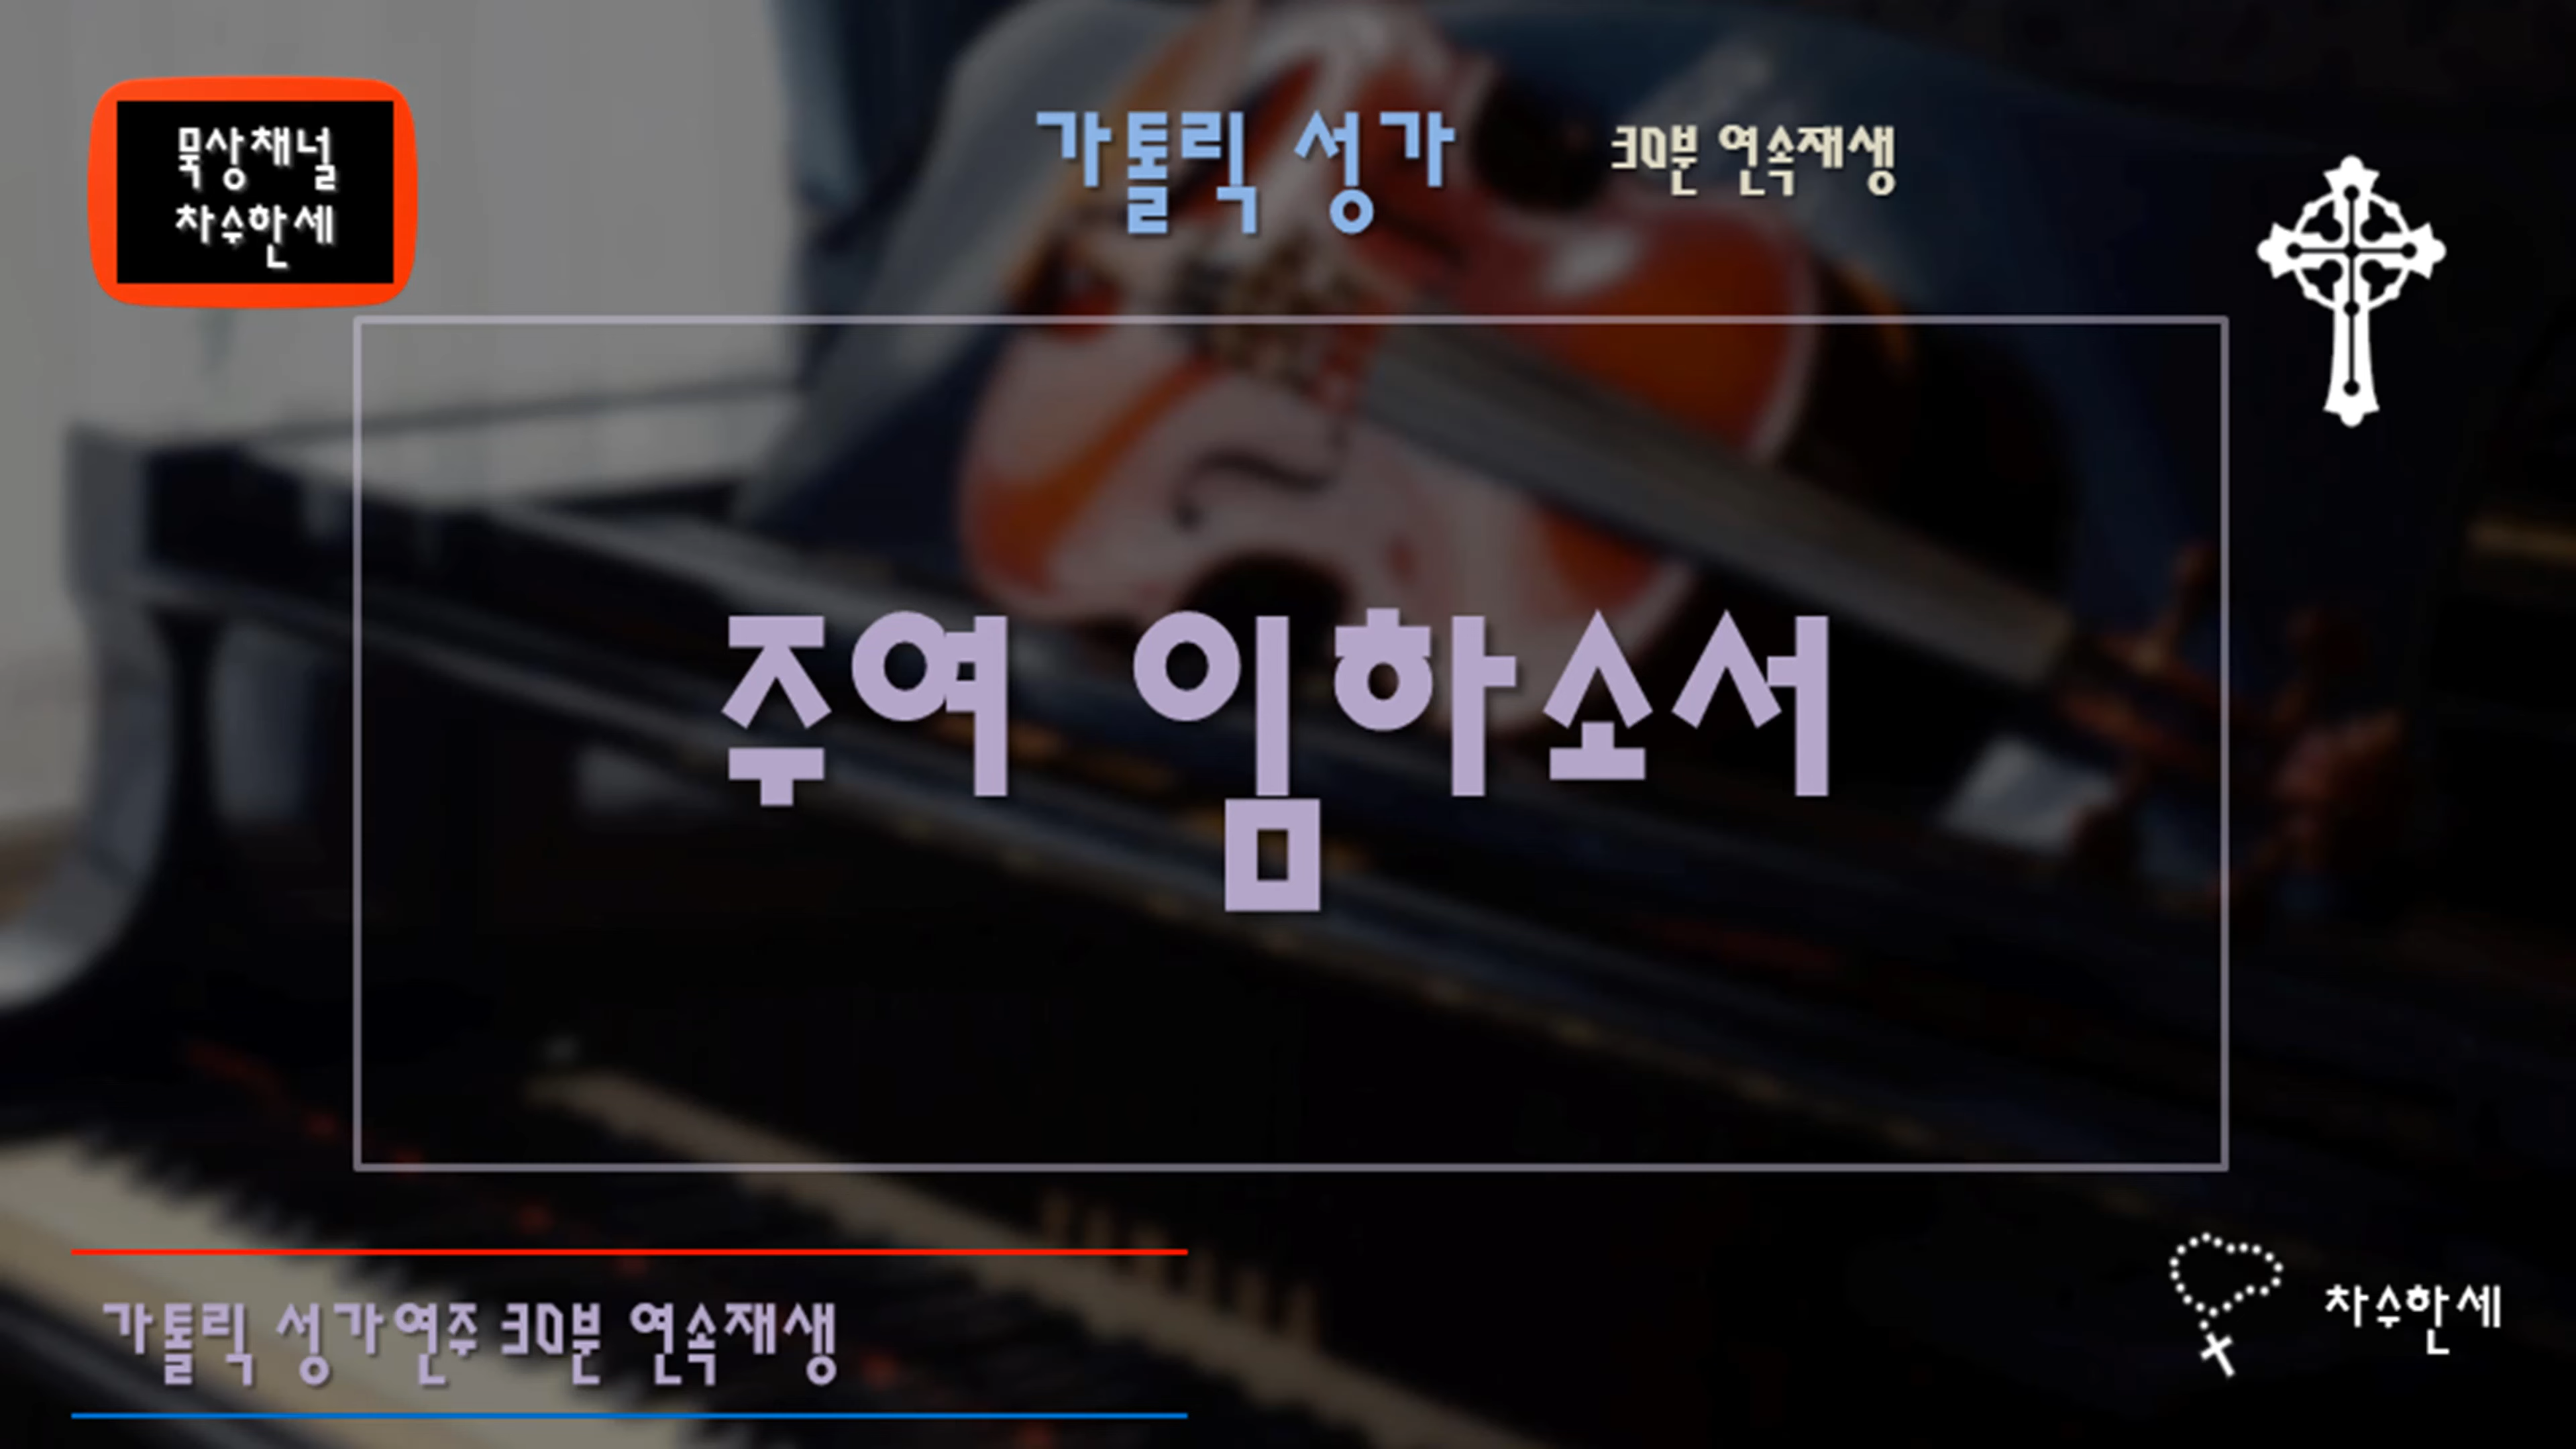 묵상채널
차수한세
가톨릭 성가
30분 연속재생
주여 임하소서
가톨릭 성가연주 30분 연속재생
차수한세